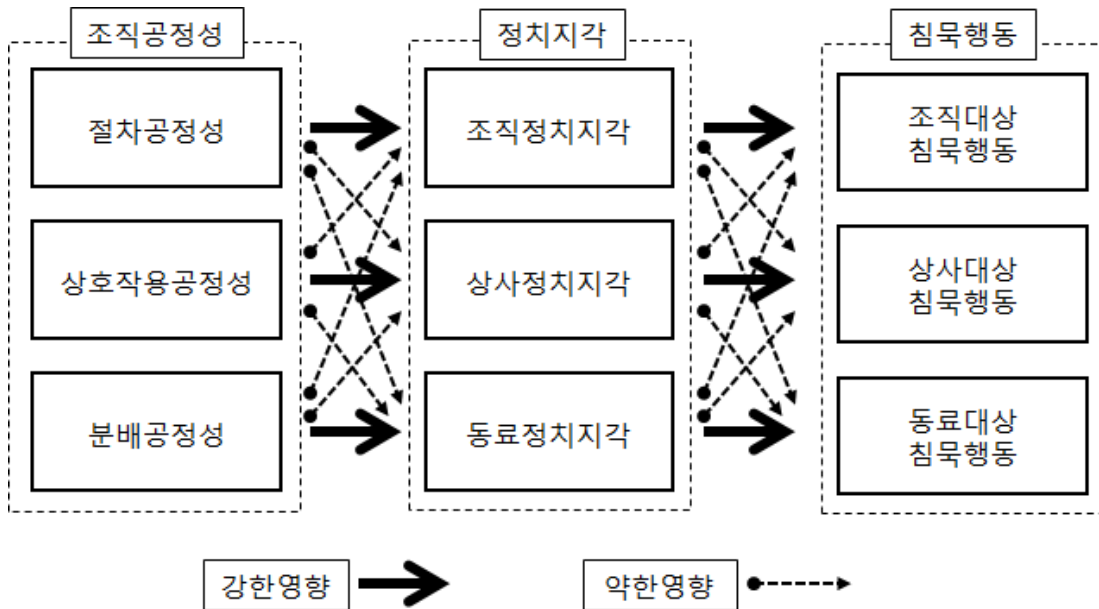 조직공정성
정치지각
침묵행동
절차공정성
조직정치지각
조직대상
침묵행동
상호작용공정성
상사정치지각
상사대상
침묵행동
분배공정성
동료정치지각
동료대상
침묵행동
강한영향
약한영향